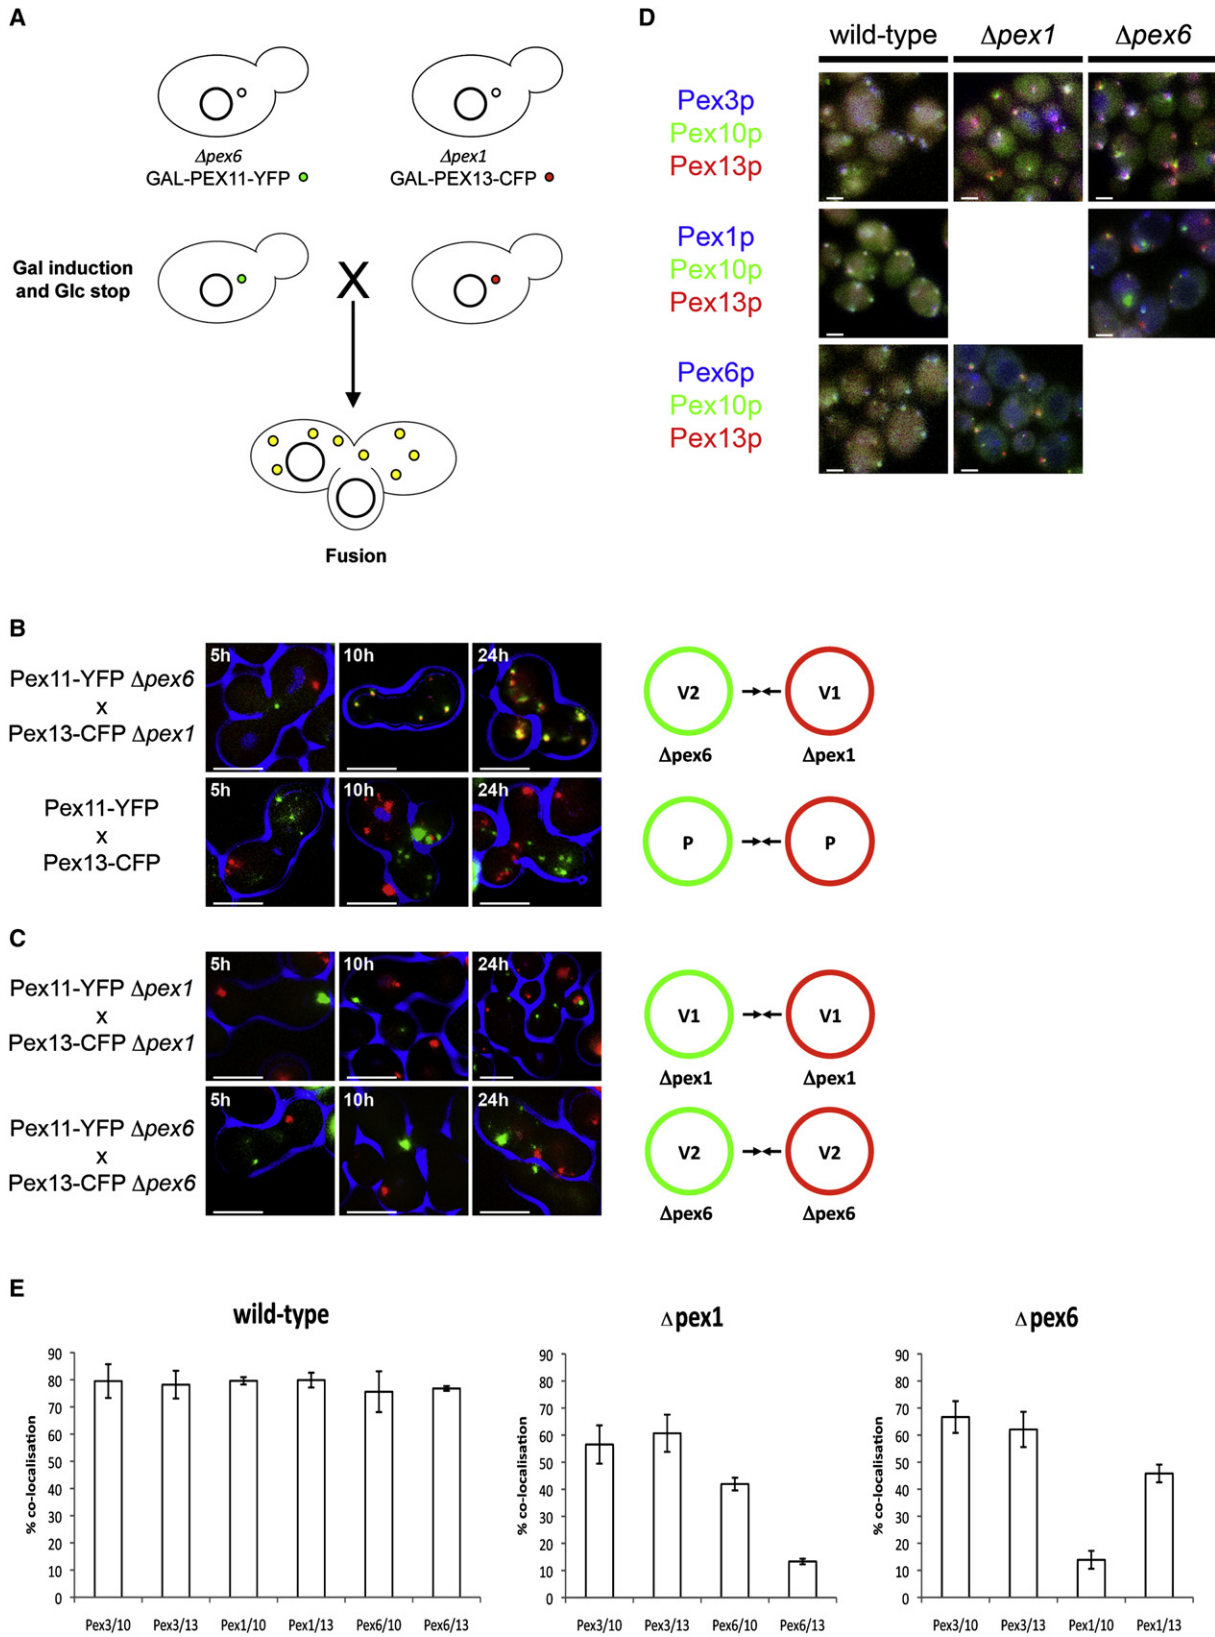 A
Δpex6
GAL-PEX11-YFP
Δpex1
GAL-PEX13-CFP
Gal induction
and Glc stop
X
Fusion
D
wild-type
Δpex1
Δpex6
Pex3p
Pex10p
Pex13p
Pex1p
Pex10p
Pex13p
Pex6p
Pex10p
Pex13p
B
Pex11-YFP Δpex6
x
Pex13-CFP Δpex1
5h
10h
24h
V2
V1
Δpex6
Δpex1
Pex11-YFP
x
Pex13-CFP
5h
10h
24h
P
P
C
Pex11-YFP Δpex1
x
Pex13-CFP Δpex1
5h
10h
24h
V1
V1
Δpex1
Δpex1
Pex11-YFP Δpex6
x
Pex13-CFP Δpex6
5h
10h
24h
V2
V2
Δpex6
Δpex6
E
wild-type
% co-localisation
90
80
70
60
50
40
30
20
10
0
Pex3/10
Pex3/13
Pex1/10
Pex1/13
Pex6/10
Pex6/13
Δpex1
% co-localisation
90
80
70
60
50
40
30
20
10
0
Pex3/10
Pex3/13
Pex6/10
Pex6/13
Δpex6
% co-localisation
90
80
70
60
50
40
30
20
10
0
Pex3/10
Pex3/13
Pex1/10
Pex1/13